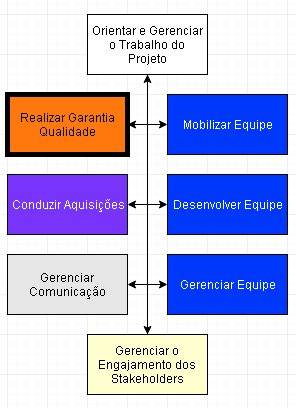 Orientar e Gerenciar
o Trabalho do
Projeto
Realizar Garantia
Qualidade
Mobilizar Equipe
Conduzir Aquisições
Desenvolver Equipe
Gerenciar
Comunicação
Gerenciar Equipe
Gerenciar o
Engajamento dos
Stakeholders